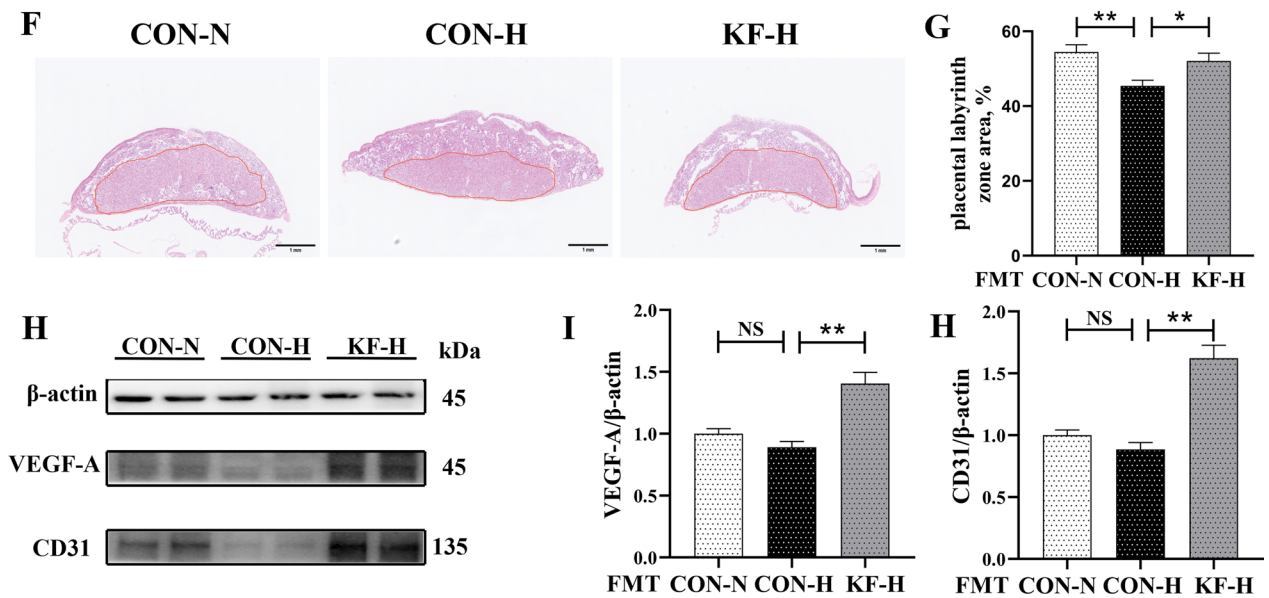 F
CON-N CON-H KF-H
1 mm 1 mm 1 mm
G
** *
placental labyrinth
zone area, %
60
40
20
0
FMT CON-N CON-H KF-H
H
CON-N CON-H KF-H kDa
β-actin 45
VEGF-A 45
CD31 135
I
NS **
VEGF-A/β-actin
2.0
1.5
1.0
0.5
0.0
FMT CON-N CON-H KF-H
H
NS **
CD31/β-actin
2.0
1.5
1.0
0.5
0.0
FMT CON-N CON-H KF-H